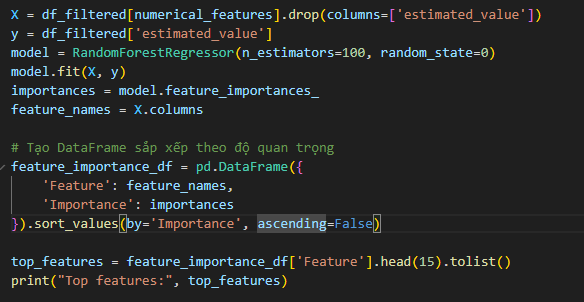 X = df_filtered[numerical_features].drop(columns=['estimated_value'])
y = df_filtered['estimated_value']
model = RandomForestRegressor(n_estimators=100, random_state=0)
model.fit(X, y)
importances = model.feature_importances_
feature_names = X.columns

# Tạo DataFrame sắp xếp theo độ quan trọng
feature_importance_df = pd.DataFrame({
    'Feature': feature_names,
    'Importance': importances
}).sort_values(by='Importance', ascending=False)

top_features = feature_importance_df['Feature'].head(15).tolist()
print("Top features:", top_features)